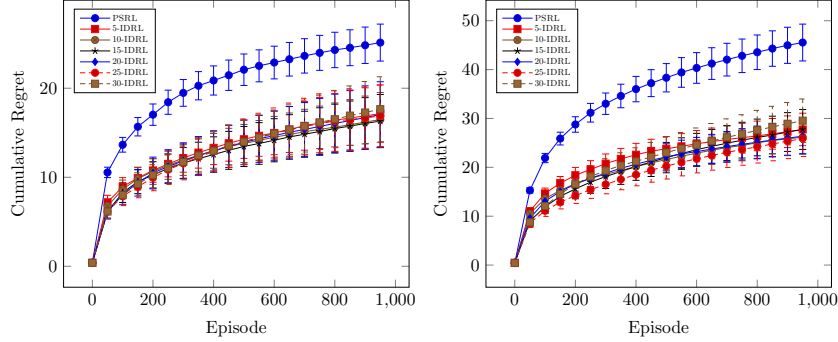 PSRL
5-IDRL
10-IDRL
15-IDRL
20-IDRL
25-IDRL
30-IDRL
20
10
0
Cumulative Regret
0 200 400 600 800 1,000
Episode
PSRL
5-IDRL
10-IDRL
15-IDRL
20-IDRL
25-IDRL
30-IDRL
50
40
30
20
10
0
Cumulative Regret
0 200 400 600 800 1,000
Episode